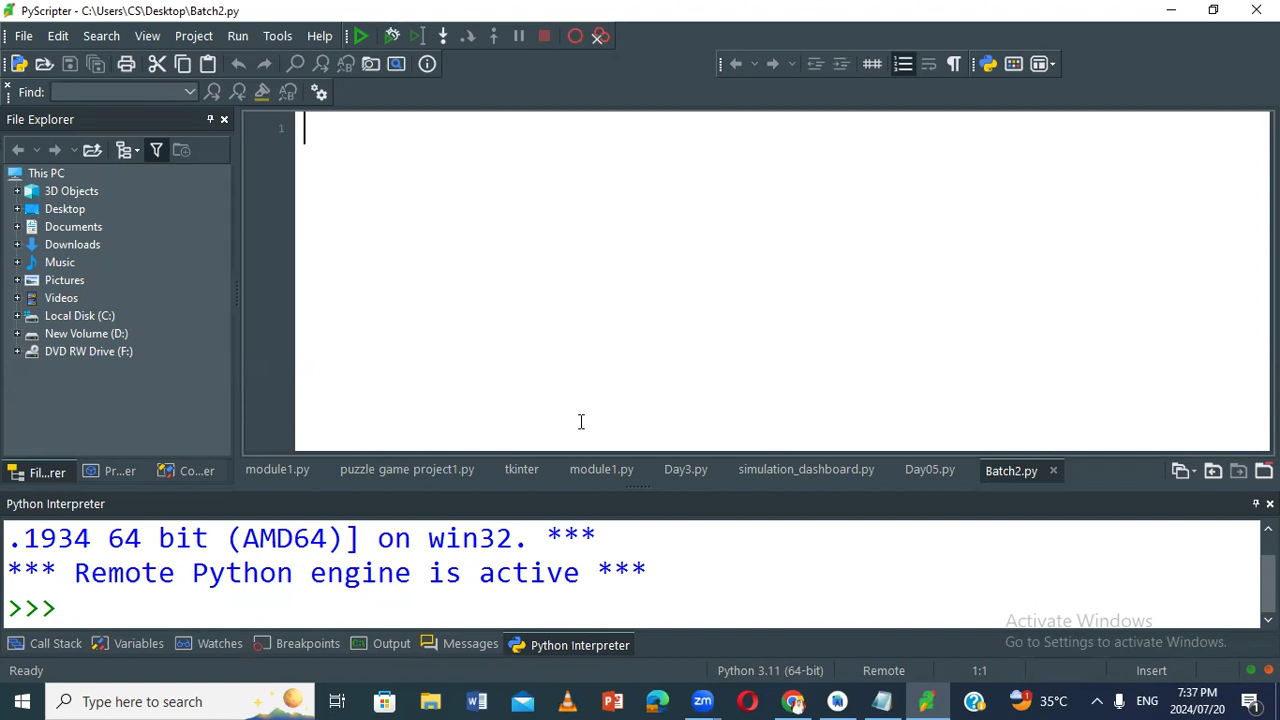 PyScripter - C:\Users\CS\Desktop\Batch2.py
File Edit Search View Project Run Tools Help
Find:
File Explorer
1
This PC
3D Objects
Desktop
Documents
Downloads
Music
Pictures
Videos
Local Disk (C:)
New Volume (D:)
DVD RW Drive (F:)
Fil...rer Pr...er Co...er
module1.py puzzle game project1.py tkinter module1.py Day3.py simulation_dashboard.py Day05.py Batch2.py
Python Interpreter
.1934 64 bit (AMD64)] on win32. ***
*** Remote Python engine is active ***
>>>
Activate Windows
Go to Settings to activate Windows.
Call Stack Variables Watches Breakpoints Output Messages Python Interpreter
Ready Python 3.11 (64-bit) Remote 1:1 Insert
Type here to search 35°C ENG 7:37 PM
2024/07/20